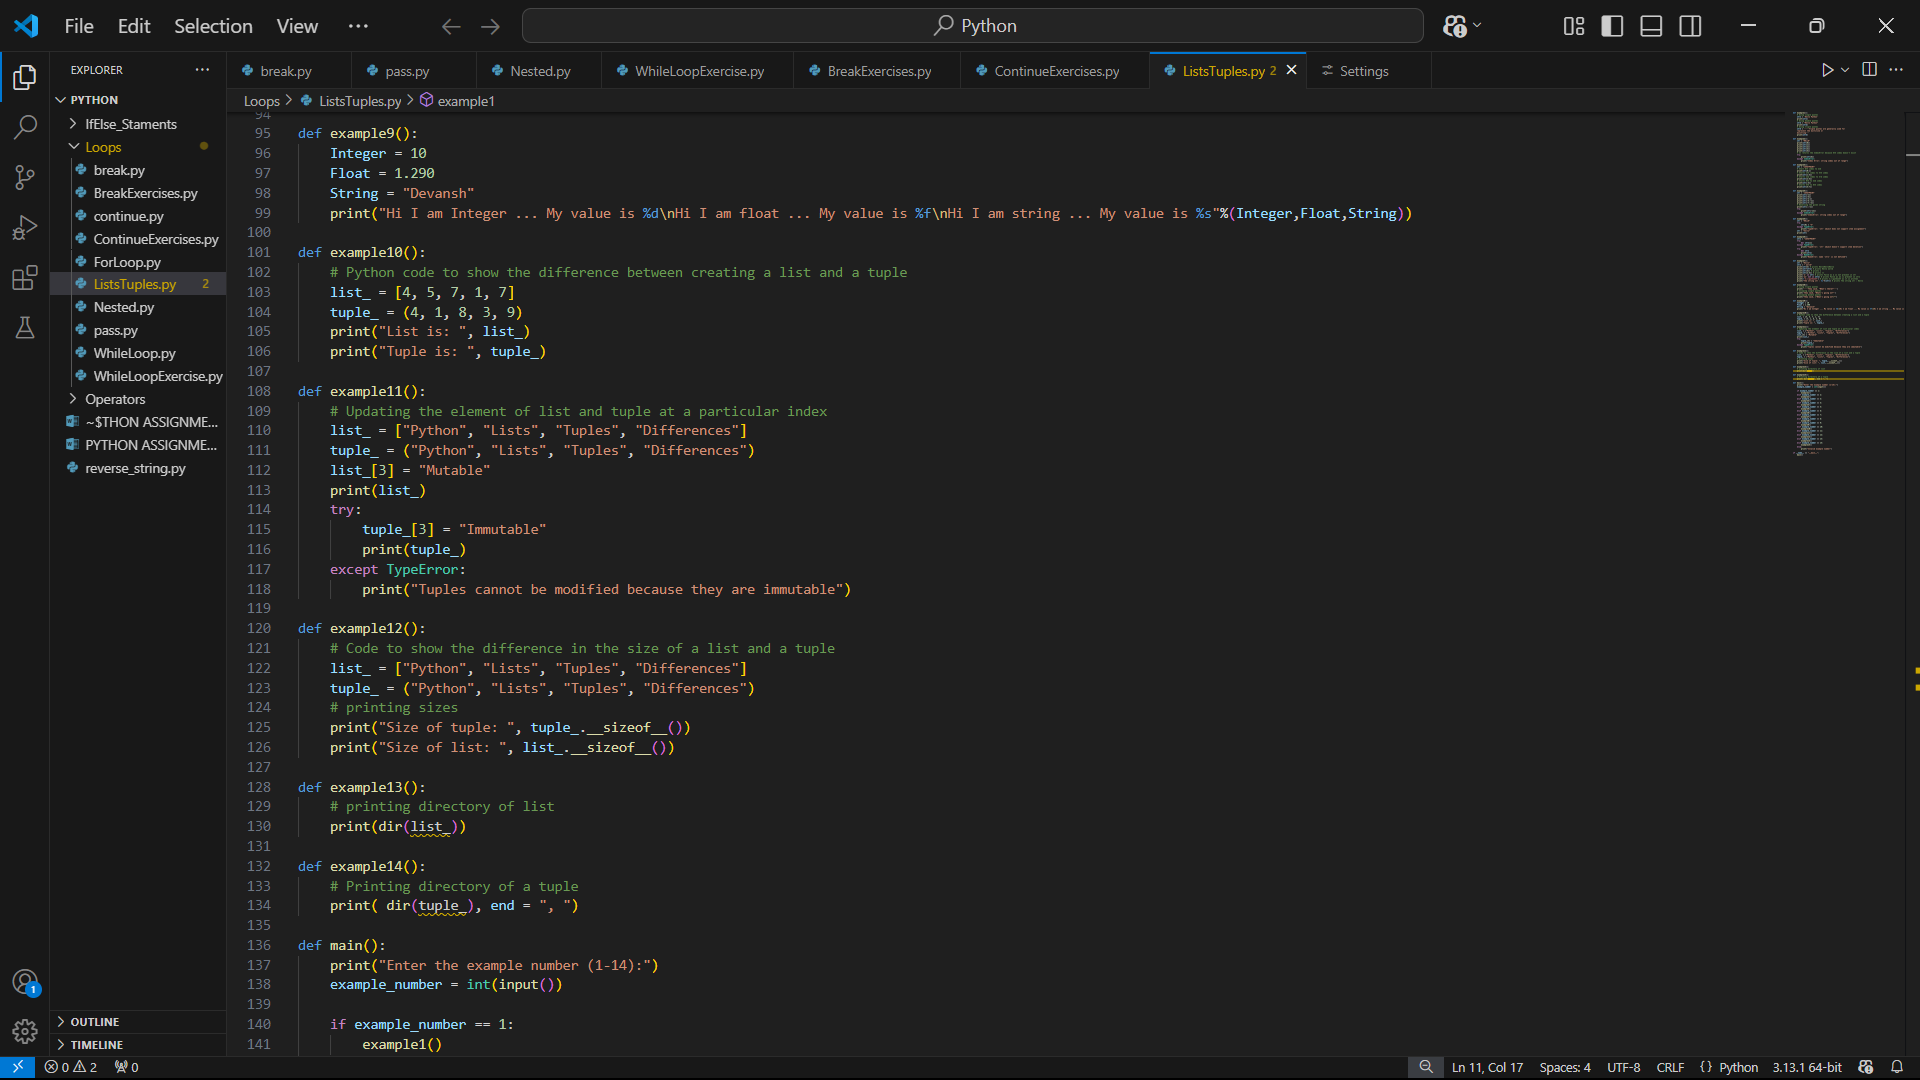 File Edit Selection View ···
Python
EXPLORER ···
break.py pass.py Nested.py WhileLoopExercise.py BreakExercises.py ContinueExercises.py ListsTuples.py 2 Settings
PYTHON
IfElse_Staments
Loops
break.py
BreakExercises.py
continue.py
ContinueExercises.py
ForLoop.py
ListsTuples.py 2
Nested.py
pass.py
WhileLoop.py
WhileLoopExercise.py
Operators
~$THON ASSIGNME...
PYTHON ASSIGNME...
reverse_string.py
OUTLINE
TIMELINE
1
Loops > ListsTuples.py > example1
94
95 def example9():
96     Integer = 10
97     Float = 1.290
98     String = "Devansh"
99     print("Hi I am Integer ... My value is %d\nHi I am float ... My value is %f\nHi I am string ... My value is %s"%(Integer,Float,String))
100
101 def example10():
102     # Python code to show the difference between creating a list and a tuple
103     list_ = [4, 5, 7, 1, 7]
104     tuple_ = (4, 1, 8, 3, 9)
105     print("List is: ", list_)
106     print("Tuple is: ", tuple_)
107
108 def example11():
109     # Updating the element of list and tuple at a particular index
110     list_ = ["Python", "Lists", "Tuples", "Differences"]
111     tuple_ = ("Python", "Lists", "Tuples", "Differences")
112     list_[3] = "Mutable"
113     print(list_)
114     try:
115         tuple_[3] = "Immutable"
116         print(tuple_)
117     except TypeError:
118         print("Tuples cannot be modified because they are immutable")
119
120 def example12():
121     # Code to show the difference in the size of a list and a tuple
122     list_ = ["Python", "Lists", "Tuples", "Differences"]
123     tuple_ = ("Python", "Lists", "Tuples", "Differences")
124     # printing sizes
125     print("Size of tuple: ", tuple_.__sizeof__())
126     print("Size of list: ", list_.__sizeof__())
127
128 def example13():
129     # printing directory of list
130     print(dir(list_))
131
132 def example14():
133     # Printing directory of a tuple
134     print( dir(tuple_), end = ", ")
135
136 def main():
137     print("Enter the example number (1-14):")
138     example_number = int(input())
139
140     if example_number == 1:
141         example1()
0 2 0 Ln 11, Col 17 Spaces: 4 UTF-8 CRLF {} Python 3.13.1 64-bit